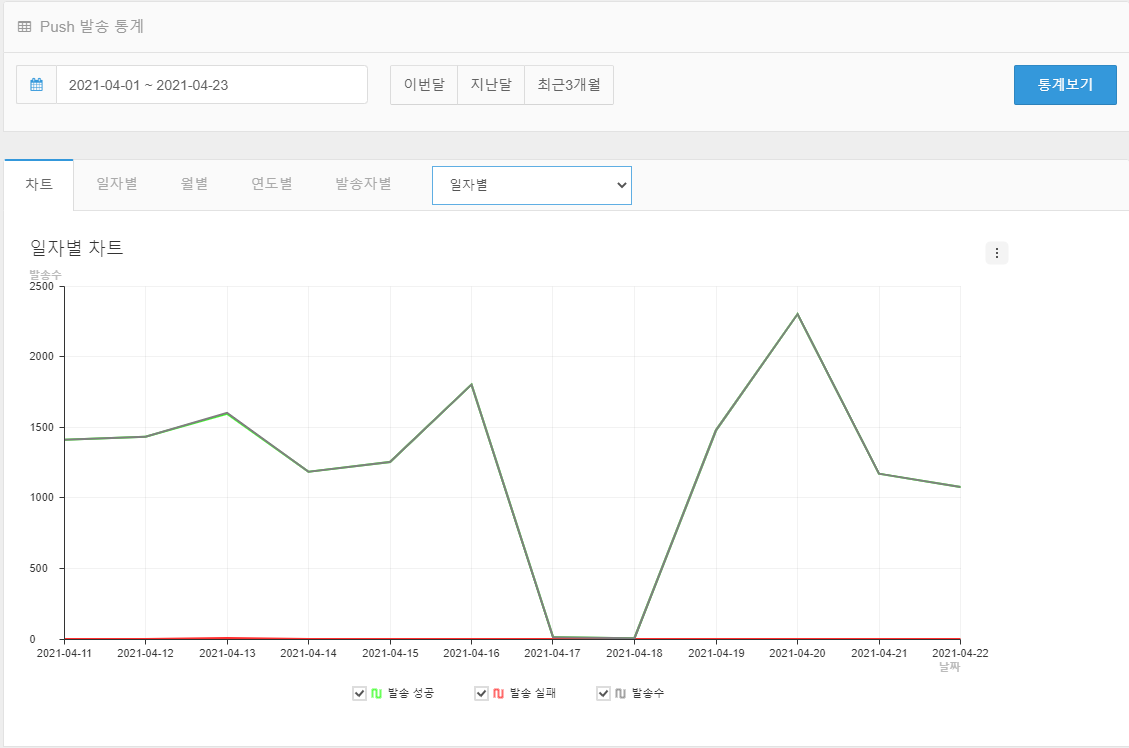 Push 발송 통계
2021-04-01 ~ 2021-04-23
이번달 지난달 최근3개월
통계보기
차트 일자별 월별 연도별 발송자별 일자별
일자별 차트
발송수
2500
2000
1500
1000
500
0
2021-04-11 2021-04-12 2021-04-13 2021-04-14 2021-04-15 2021-04-16 2021-04-17 2021-04-18 2021-04-19 2021-04-20 2021-04-21 2021-04-22
날짜
발송 성공 발송 실패 발송수